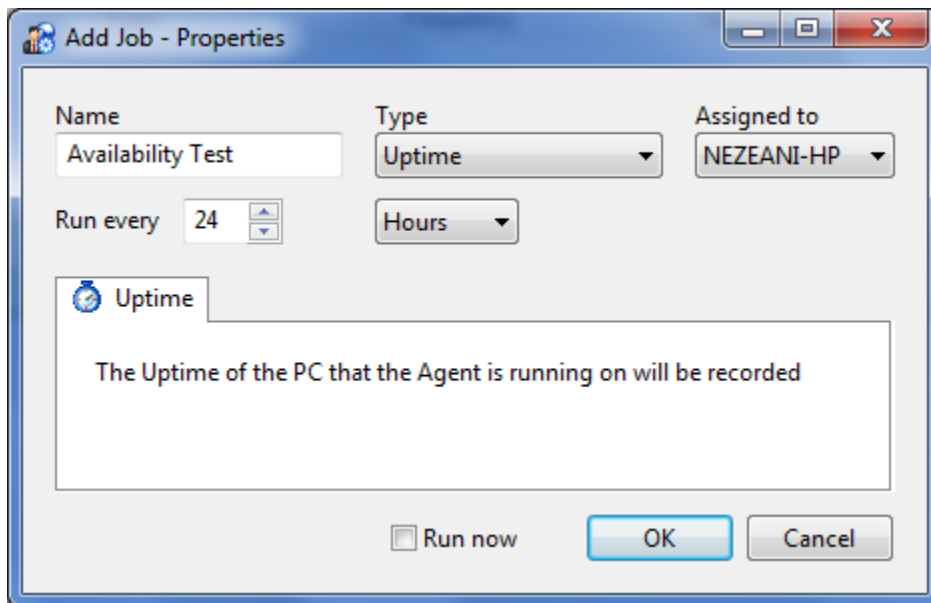 Add Job - Properties
Name
Type
Assigned to
Availability Test
Uptime
NEZEANI-HP
Run every
24
Hours
Uptime
The Uptime of the PC that the Agent is running on will be recorded
Run now
OK
Cancel